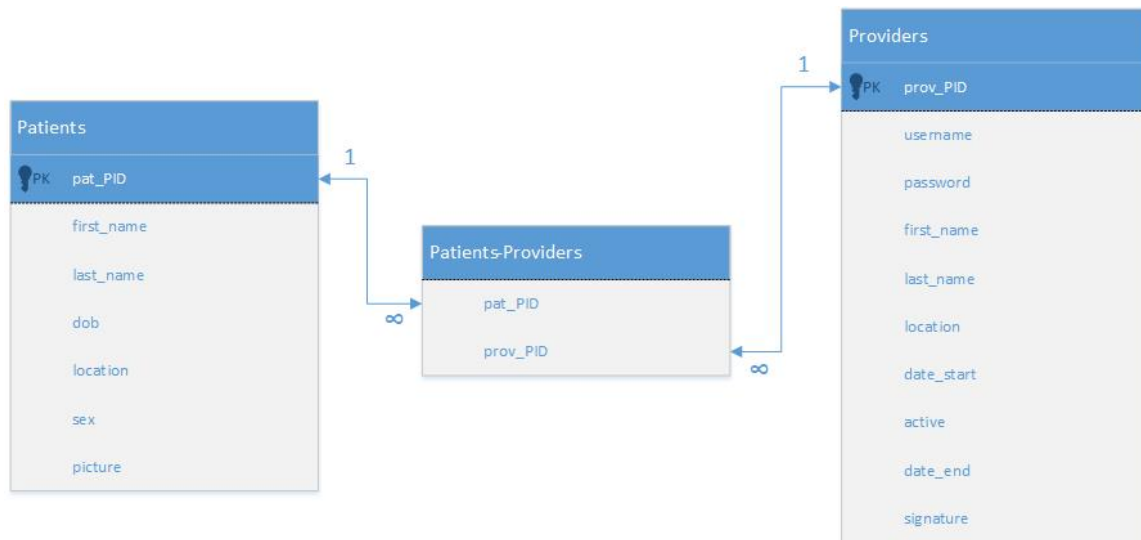 Patients
PK pat_PID
first_name
last_name
dob
location
sex
picture
1
∞
Patients-Providers
pat_PID
prov_PID
∞
1
Providers
PK prov_PID
username
password
first_name
last_name
location
date_start
active
date_end
signature